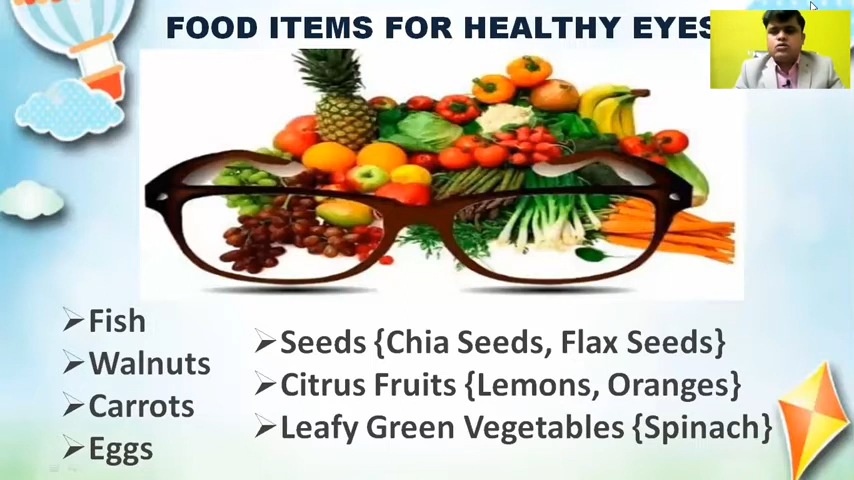 FOOD ITEMS FOR HEALTHY EYES
➢Fish
➢Walnuts
➢Carrots
➢Eggs
➢Seeds {Chia Seeds, Flax Seeds}
➢Citrus Fruits {Lemons, Oranges}
➢Leafy Green Vegetables {Spinach}